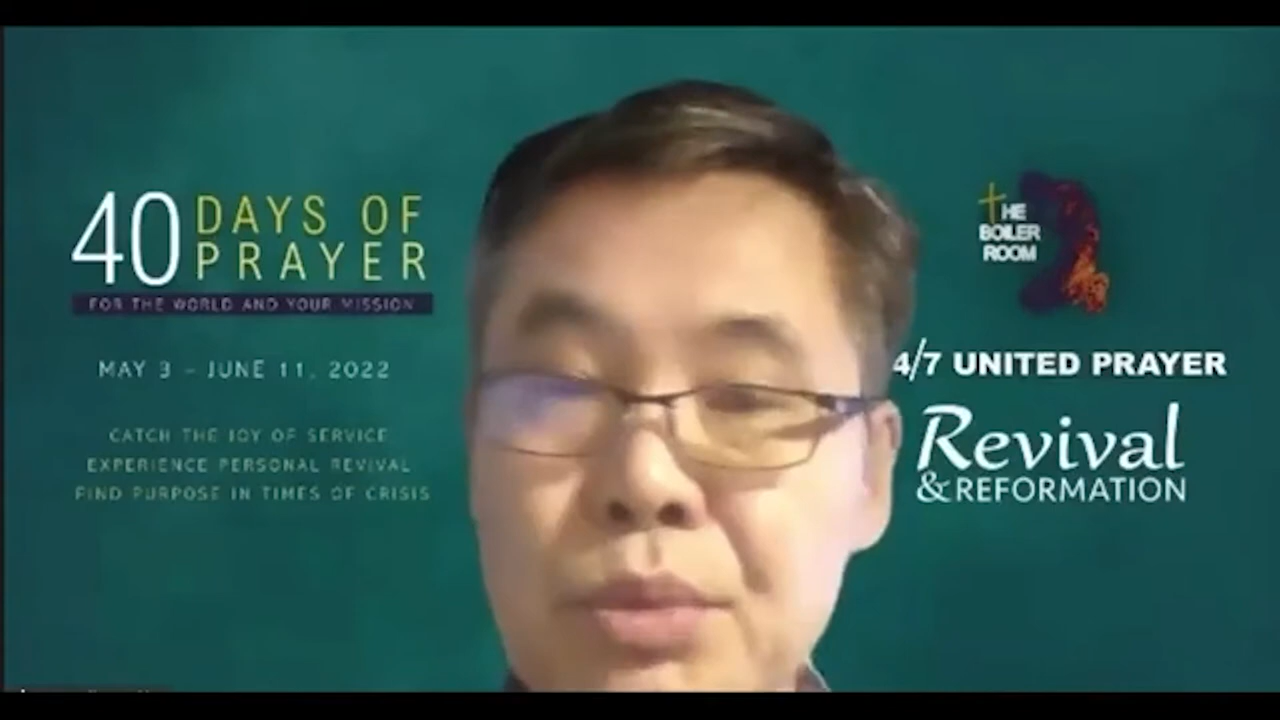 40 DAYS OF
PRAYER
FOR THE WORLD AND YOUR MISSION
MAY 3 - JUNE 11, 2022
CATCH THE JOY OF SERVICE
EXPERIENCE PERSONAL REVIVAL
FIND PURPOSE IN TIMES OF CRISIS
THE
BOILER
ROOM
4/7 UNITED PRAYER
Revival
& REFORMATION